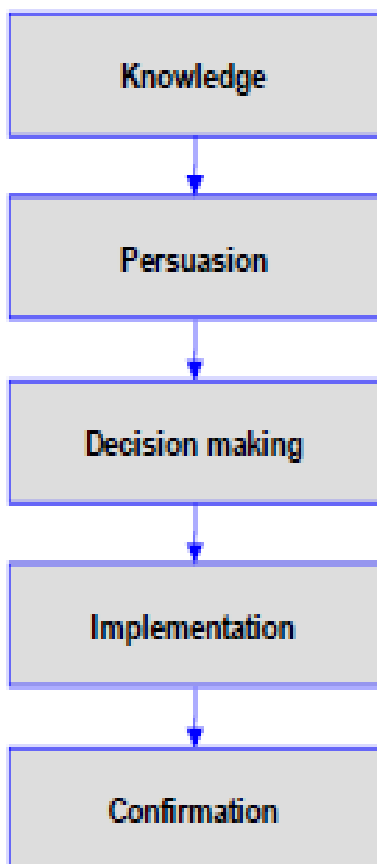 Knowledge
Persuasion
Decision making
Implementation
Confirmation